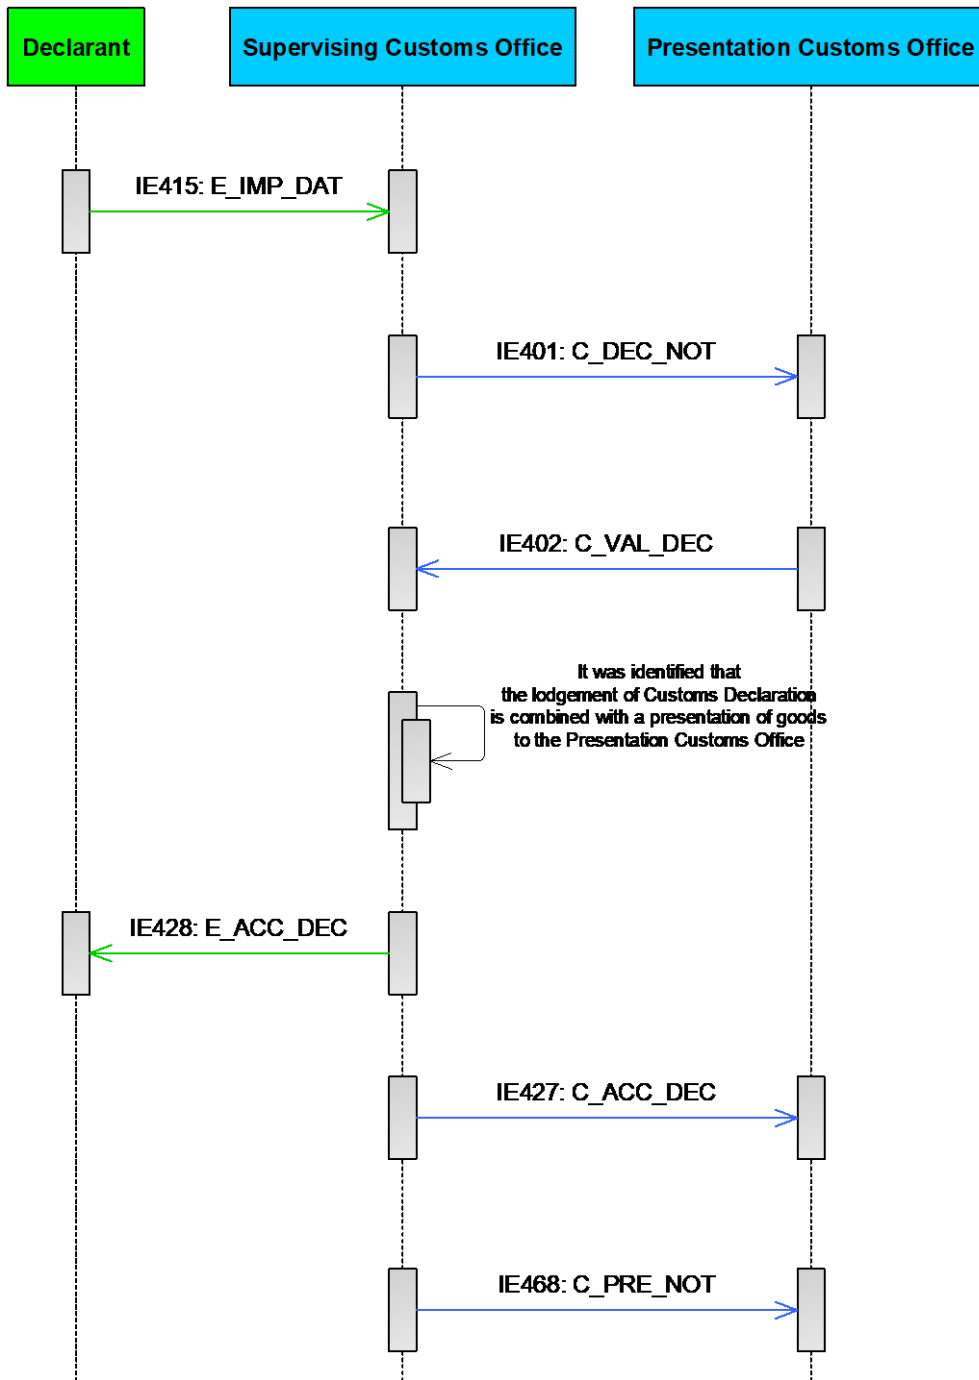 Declarant
Supervising Customs Office
Presentation Customs Office
IE415: E_IMP_DAT
IE401: C_DEC_NOT
IE402: C_VAL_DEC
It was identified that
the lodgement of Customs Declaration
is combined with a presentation of goods
to the Presentation Customs Office
IE428: E_ACC_DEC
IE427: C_ACC_DEC
IE468: C_PRE_NOT